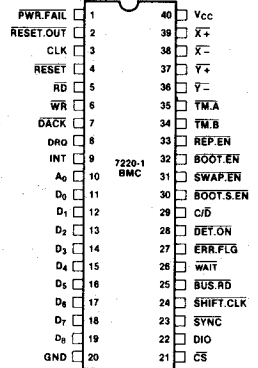 PWR.FAIL 1 40 VCC
RESET.OUT 2 39 X+
CLK 3 38 X-
RESET 4 37 Y+
RD 5 36 Y-
WR 6 35 TM.A
DACK 7 34 TM.B
DRQ 8 33 REP.EN
INT 9 7220-1 32 BOOT.EN
A0 10 BMC 31 SWAP.EN
D0 11 30 BOOT.S.EN
D1 12 29 C/D
D2 13 28 DET.ON
D3 14 27 ERR.FLG
D4 15 26 WAIT
D5 16 25 BUS.RD
D6 17 24 SHIFT.CLK
D7 18 23 SYNC
D8 19 22 DIO
GND 20 21 CS